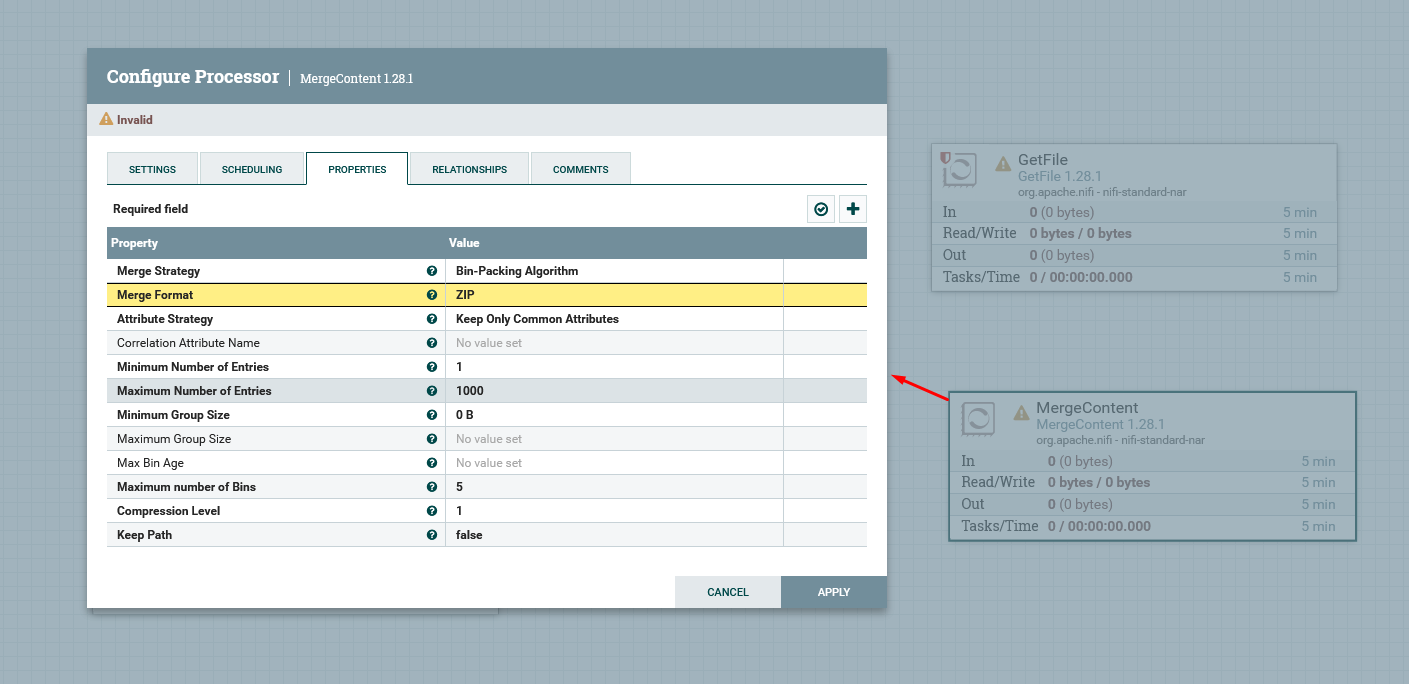 Configure Processor | MergeContent 1.28.1
Invalid
SETTINGS SCHEDULING PROPERTIES RELATIONSHIPS COMMENTS
Required field
Property Value
Merge Strategy Bin-Packing Algorithm
Merge Format ZIP
Attribute Strategy Keep Only Common Attributes
Correlation Attribute Name No value set
Minimum Number of Entries 1
Maximum Number of Entries 1000
Minimum Group Size 0 B
Maximum Group Size No value set
Max Bin Age No value set
Maximum number of Bins 5
Compression Level 1
Keep Path false
CANCEL APPLY
GetFile
GetFile 1.28.1
org.apache.nifi - nifi-standard-nar
In 0 (0 bytes) 5 min
Read/Write 0 bytes / 0 bytes 5 min
Out 0 (0 bytes) 5 min
Tasks/Time 0 / 00:00:00.000 5 min
MergeContent
MergeContent 1.28.1
org.apache.nifi - nifi-standard-nar
In 0 (0 bytes) 5 min
Read/Write 0 bytes / 0 bytes 5 min
Out 0 (0 bytes) 5 min
Tasks/Time 0 / 00:00:00.000 5 min